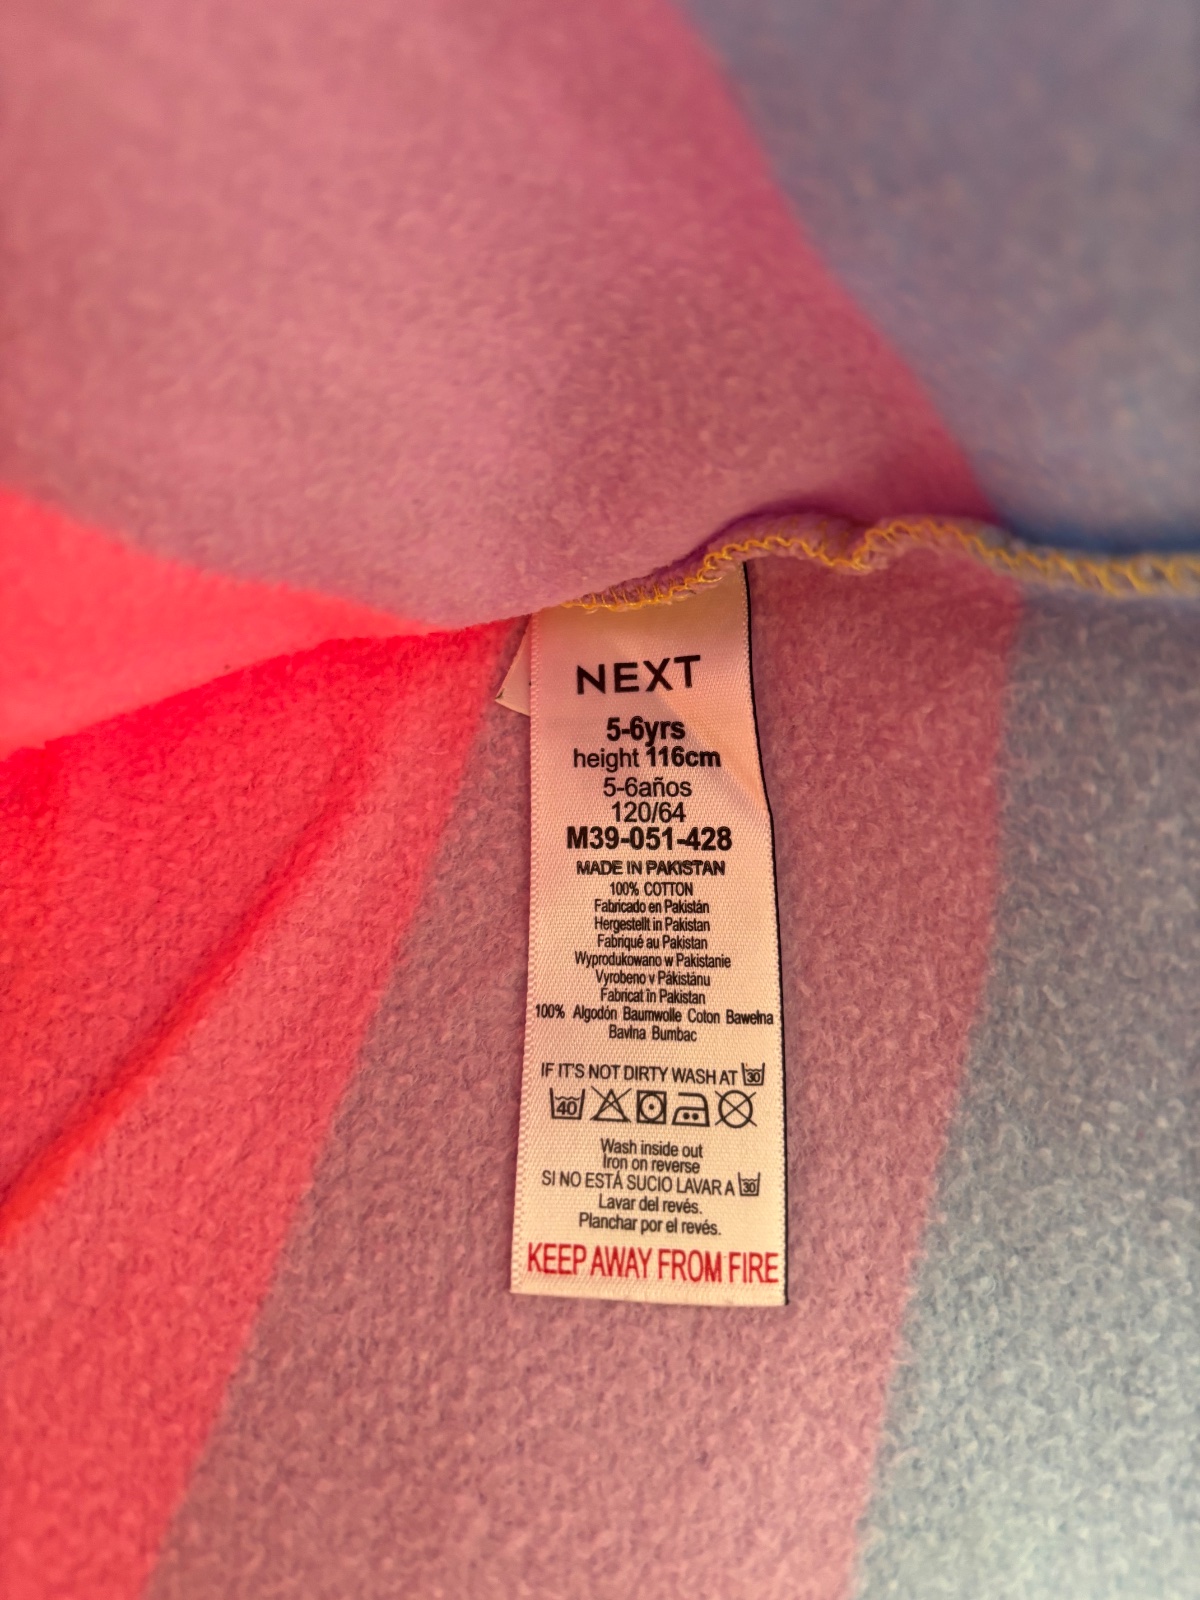 NEXT
5-6yrs
height 116cm
5-6años
120/64
M39-051-428
MADE IN PAKISTAN
100% COTTON
Fabricado en Pakistán
Hergestellt in Pakistan
Fabriqué au Pakistan
Wyprodukowano w Pakistanie
Vyrobeno v Pákistánu
Fabricat în Pakistan
100% Algodón Baumwolle Coton Bawełna
Bavlna Bumbac
IF IT'S NOT DIRTY WASH AT 30
40
Wash inside out
Iron on reverse
SI NO ESTÁ SUCIO LAVAR A 30
Lavar del revés.
Planchar por el revés.
KEEP AWAY FROM FIRE